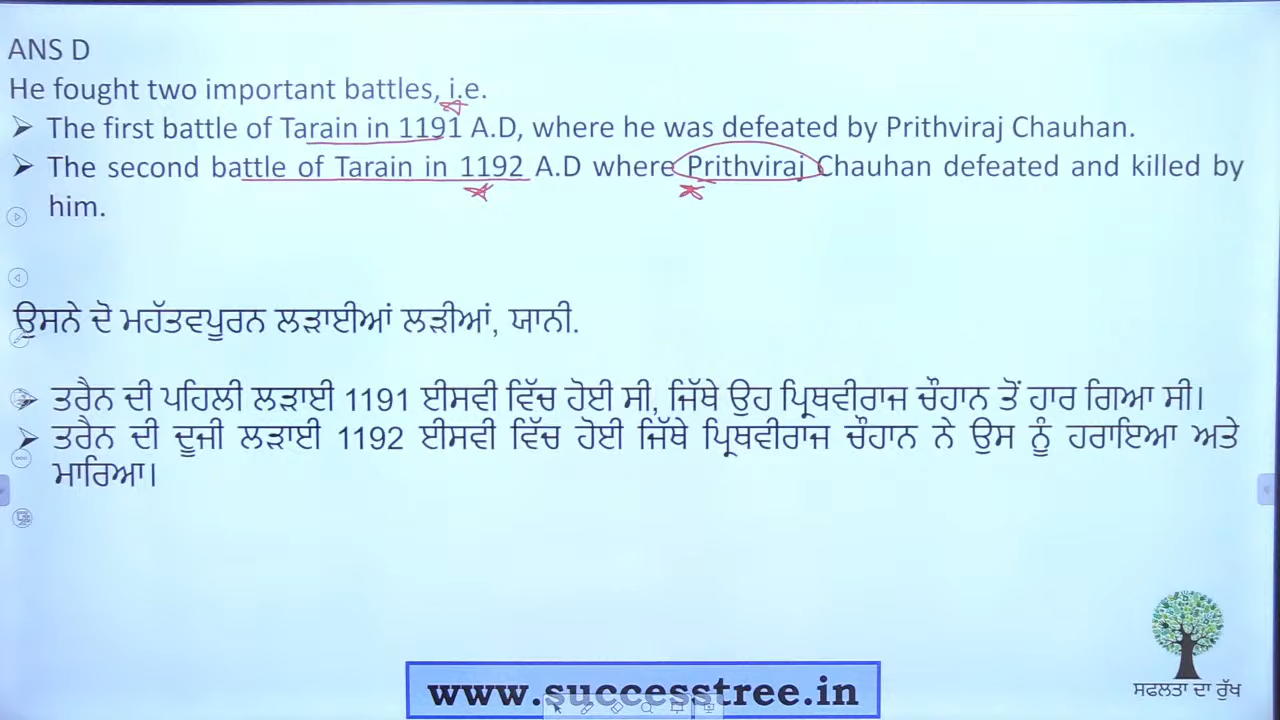 ANS D
He fought two important battles, i.e.
➢ The first battle of Tarain in 1191 A.D, where he was defeated by Prithviraj Chauhan.
➢ The second battle of Tarain in 1192 A.D where Prithviraj Chauhan defeated and killed by
him.
ਉਸਨੇ ਦੋ ਮਹੱਤਵਪੂਰਨ ਲੜਾਈਆਂ ਲੜੀਆਂ, ਯਾਨੀ.
➢ ਤਰੈਨ ਦੀ ਪਹਿਲੀ ਲੜਾਈ 1191 ਈਸਵੀ ਵਿੱਚ ਹੋਈ ਸੀ, ਜਿੱਥੇ ਉਹ ਪ੍ਰਿਥਵੀਰਾਜ ਚੌਹਾਨ ਤੋਂ ਹਾਰ ਗਿਆ ਸੀ।
➢ ਤਰੈਨ ਦੀ ਦੂਜੀ ਲੜਾਈ 1192 ਈਸਵੀ ਵਿੱਚ ਹੋਈ ਜਿੱਥੇ ਪ੍ਰਿਥਵੀਰਾਜ ਚੌਹਾਨ ਨੇ ਉਸ ਨੂੰ ਹਰਾਇਆ ਅਤੇ
ਮਾਰਿਆ।
ਸਫਲਤਾ ਦਾ ਰੁੱਖ
www.successtree.in